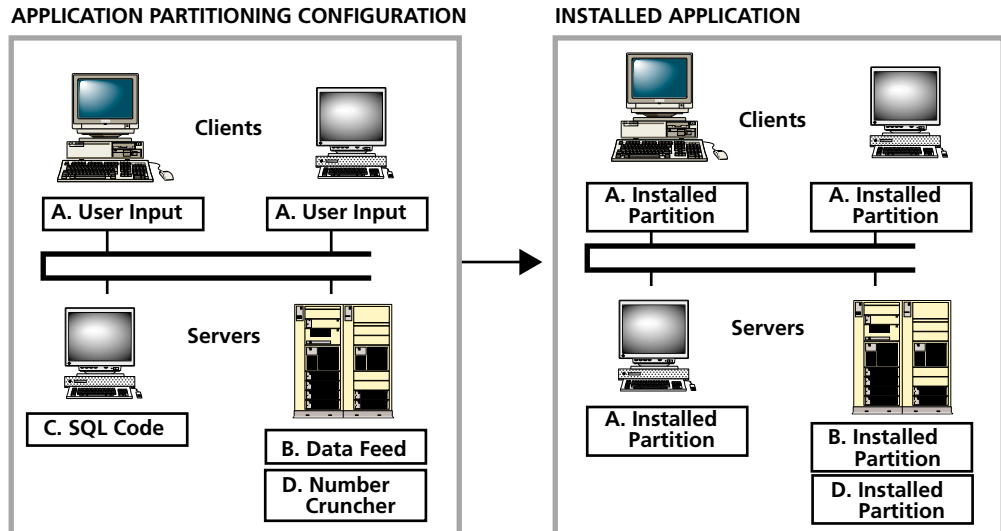 APPLICATION PARTITIONING CONFIGURATION
Clients
A. User Input
A. User Input
Servers
C. SQL Code
B. Data Feed
D. Number
Cruncher
INSTALLED APPLICATION
Clients
A. Installed
Partition
A. Installed
Partition
Servers
A. Installed
Partition
B. Installed
Partition
D. Installed
Partition